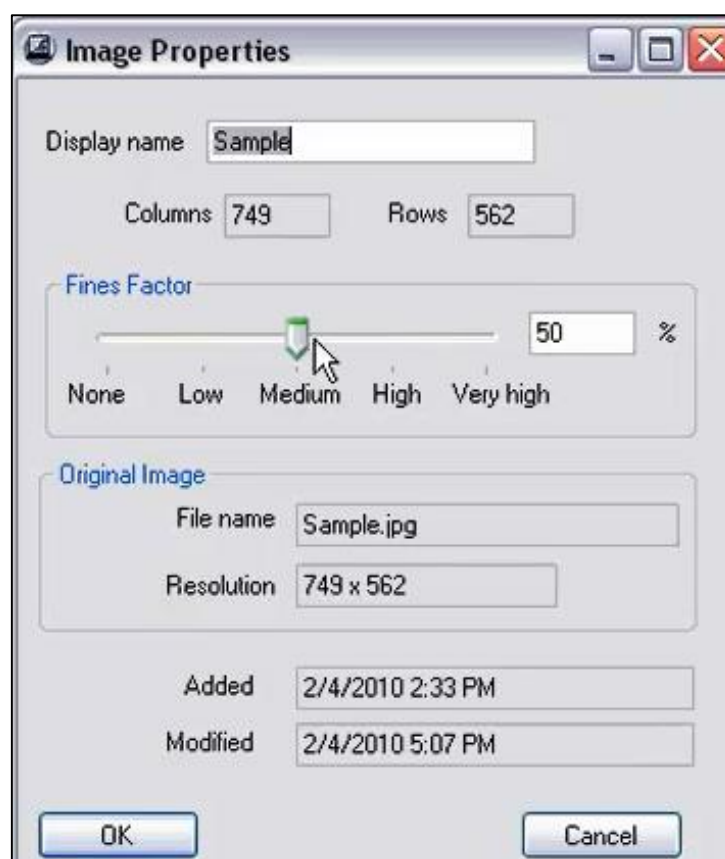 Image Properties
Display name Sample
Columns 749 Rows 562
Fines Factor
50 %
None Low Medium High Very high
Original Image
File name Sample.jpg
Resolution 749 x 562
Added 2/4/2010 2:33 PM
Modified 2/4/2010 5:07 PM
OK Cancel